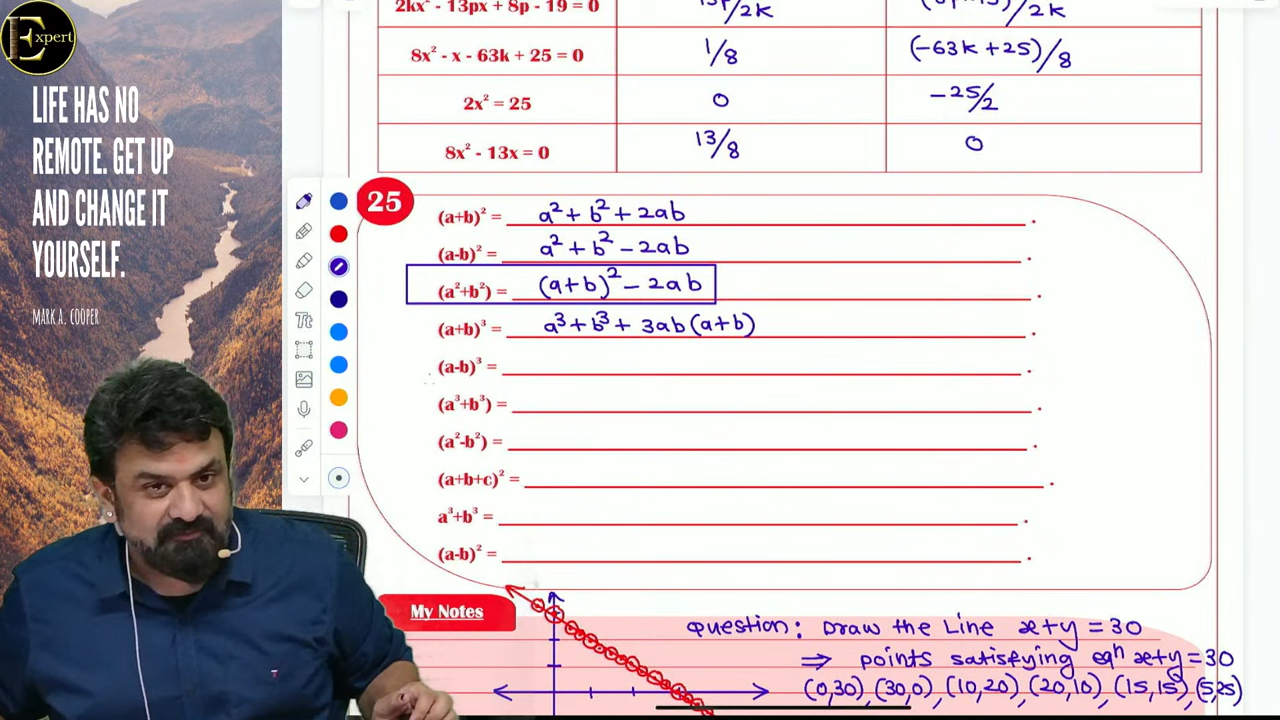 Expert
LIFE HAS NO
REMOTE. GET UP
AND CHANGE IT
YOURSELF.
MARK A. COOPER
2kx² - 13px + 8p - 19 = 0 /2k /2k
8x² - x - 63k + 25 = 0 1/8 (-63k+25)/8
2x² = 25 0 -25/2
8x² - 13x = 0 13/8 0
25
(a+b)² = a² + b² + 2ab .
(a-b)² = a² + b² - 2ab .
(a²+b²) = (a+b)² - 2ab .
(a+b)³ = a³ + b³ + 3ab(a+b) .
(a-b)³ = .
(a³+b³) = .
(a²-b²) = .
(a+b+c)² = .
a³+b³ = .
(a-b)² = .
My Notes
Question: Draw the Line x+y = 30
⇒ points satisfying eqⁿ x+y=30
(0,30), (30,0), (10,20), (20,10), (15,15), (5,25)
Tt